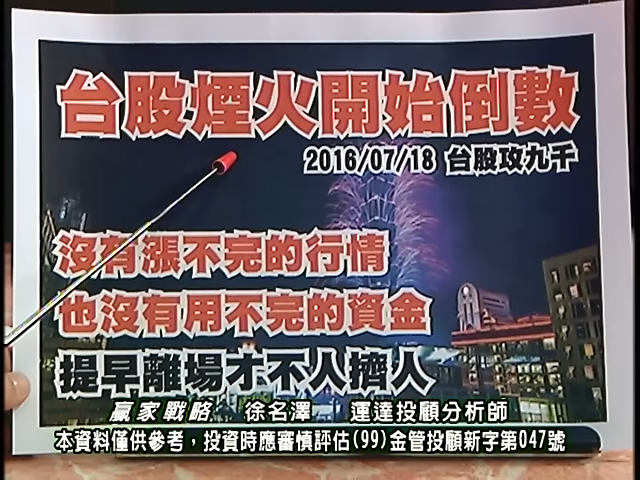 台股煙火開始倒數
2016/07/18 台股攻九千
沒有漲不完的行情
也沒有用不完的資金
提早離場才不人擠人
贏家戰略 徐名澤 運達投顧分析師
本資料僅供參考,投資時應審慎評估(99)金管投顧新字第047號